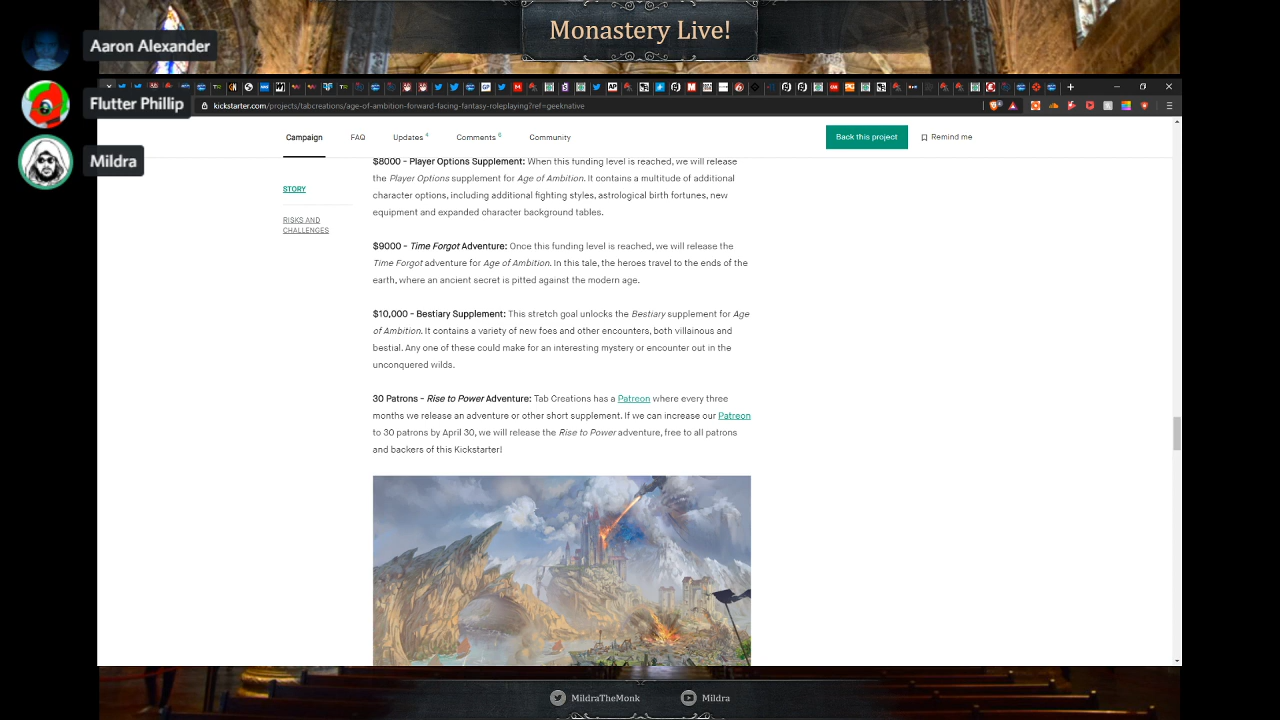 Monastery Live!
Aaron Alexander
Flutter Phillip
Mildra
kickstarter.com/projects/tabcreations/age-of-ambition-forward-facing-fantasy-roleplaying?ref=geeknative
Campaign FAQ Updates 4 Comments 6 Community Back this project Remind me
STORY
RISKS AND
CHALLENGES
$8000 - Player Options Supplement: When this funding level is reached, we will release
the Player Options supplement for Age of Ambition. It contains a multitude of additional
character options, including additional fighting styles, astrological birth fortunes, new
equipment and expanded character background tables.
$9000 - Time Forgot Adventure: Once this funding level is reached, we will release the
Time Forgot adventure for Age of Ambition. In this tale, the heroes travel to the ends of the
earth, where an ancient secret is pitted against the modern age.
$10,000 - Bestiary Supplement: This stretch goal unlocks the Bestiary supplement for Age
of Ambition. It contains a variety of new foes and other encounters, both villainous and
bestial. Any one of these could make for an interesting mystery or encounter out in the
unconquered wilds.
30 Patrons - Rise to Power Adventure: Tab Creations has a Patreon where every three
months we release an adventure or other short supplement. If we can increase our Patreon
to 30 patrons by April 30, we will release the Rise to Power adventure, free to all patrons
and backers of this Kickstarter!
MildraTheMonk Mildra